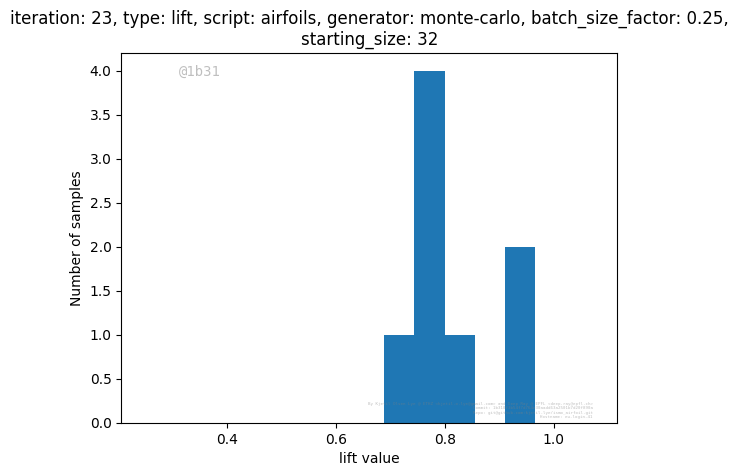 iteration: 23, type: lift, script: airfoils, generator: monte-carlo, batch_size_factor: 0.25,
starting_size: 32
@1b31
4.0
3.5
3.0
2.5
2.0
1.5
1.0
0.5
0.0
Number of samples
0.4 0.6 0.8 1.0
lift value